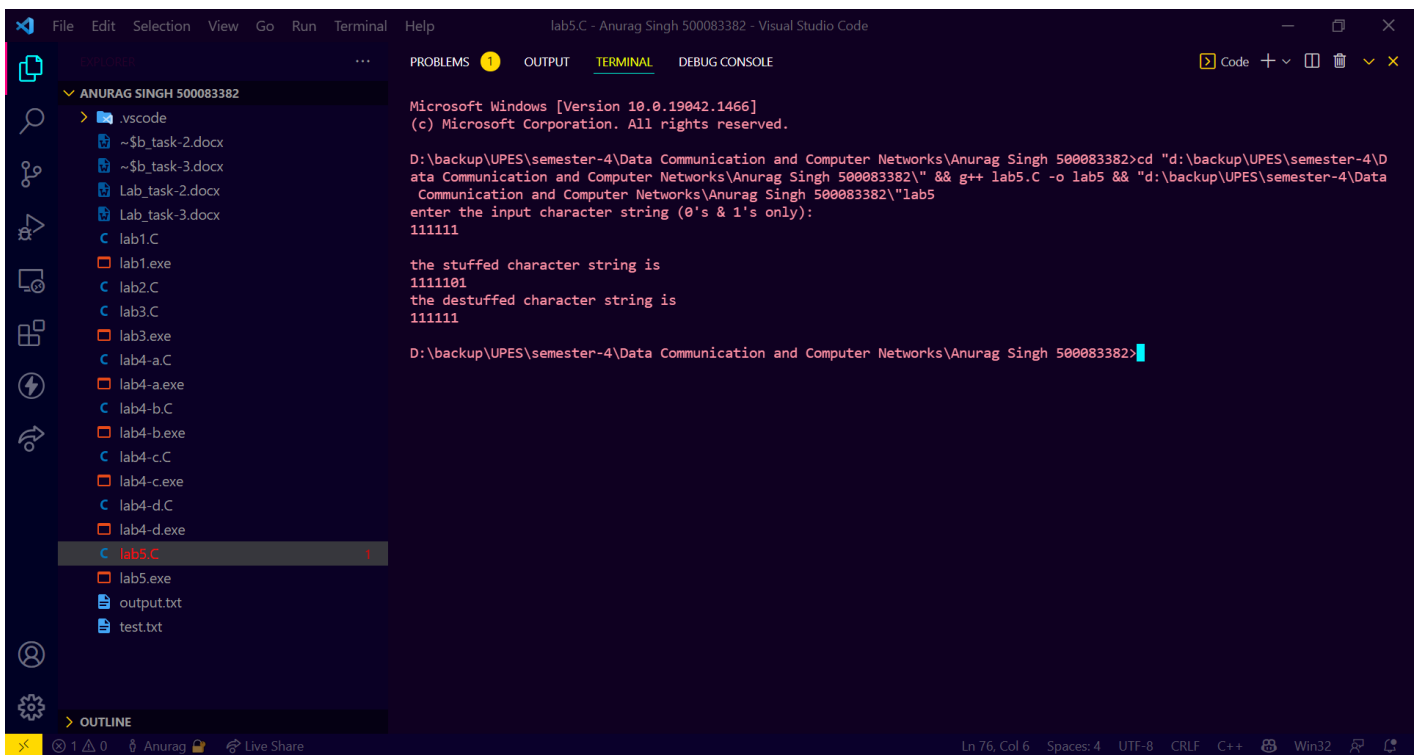 File Edit Selection View Go Run Terminal Help lab5.C - Anurag Singh 500083382 - Visual Studio Code
EXPLORER ...
PROBLEMS 1 OUTPUT TERMINAL DEBUG CONSOLE Code
ANURAG SINGH 500083382
.vscode
~$b_task-2.docx
~$b_task-3.docx
Lab_task-2.docx
Lab_task-3.docx
lab1.C
lab1.exe
lab2.C
lab3.C
lab3.exe
lab4-a.C
lab4-a.exe
lab4-b.C
lab4-b.exe
lab4-c.C
lab4-c.exe
lab4-d.C
lab4-d.exe
lab5.C 1
lab5.exe
output.txt
test.txt
OUTLINE
Microsoft Windows [Version 10.0.19042.1466]
(c) Microsoft Corporation. All rights reserved.
D:\backup\UPES\semester-4\Data Communication and Computer Networks\Anurag Singh 500083382>cd "d:\backup\UPES\semester-4\D
ata Communication and Computer Networks\Anurag Singh 500083382\" && g++ lab5.C -o lab5 && "d:\backup\UPES\semester-4\Data
Communication and Computer Networks\Anurag Singh 500083382\"lab5
enter the input character string (0's & 1's only):
111111
the stuffed character string is
1111101
the destuffed character string is
111111
D:\backup\UPES\semester-4\Data Communication and Computer Networks\Anurag Singh 500083382>
1 0 Anurag Live Share Ln 76, Col 6 Spaces: 4 UTF-8 CRLF C++ Win32